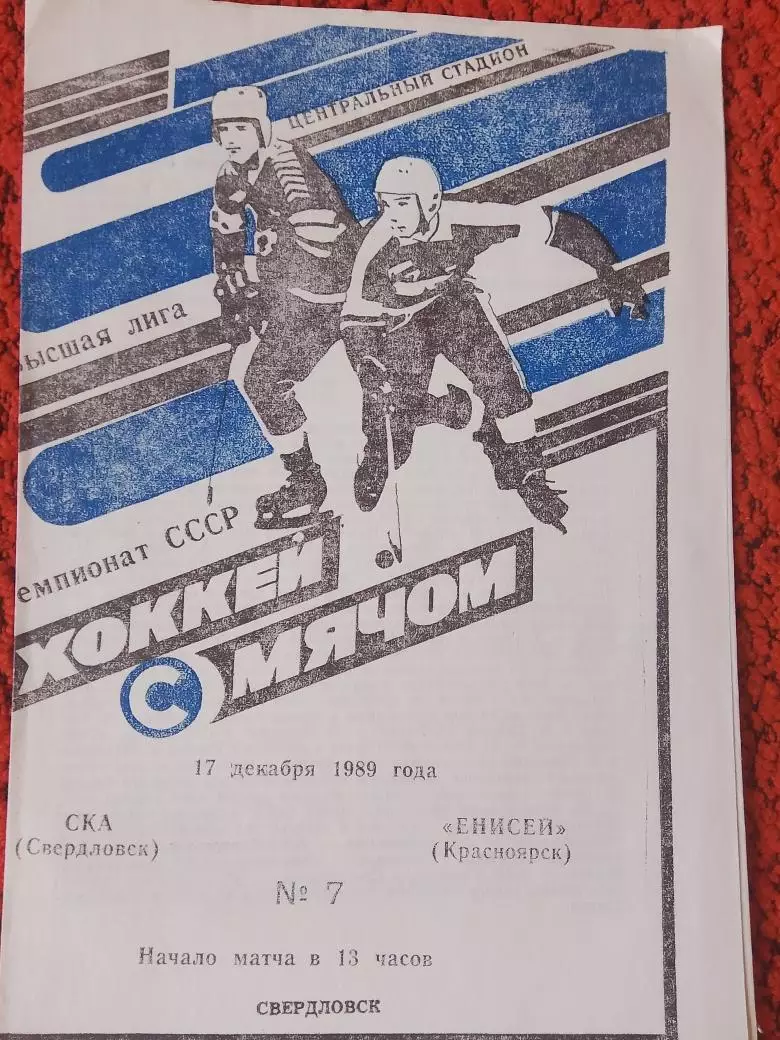 ЦЕНТРАЛЬНЫЙ СТАДИОН
ВЫСШАЯ ЛИГА
емпионат СССР
ХОККЕЙ
С МЯЧОМ
17 декабря 1989 года
СКА
(Свердловск)
«ЕНИСЕЙ»
(Красноярск)
№ 7
Начало матча в 13 часов
СВЕРДЛОВСК